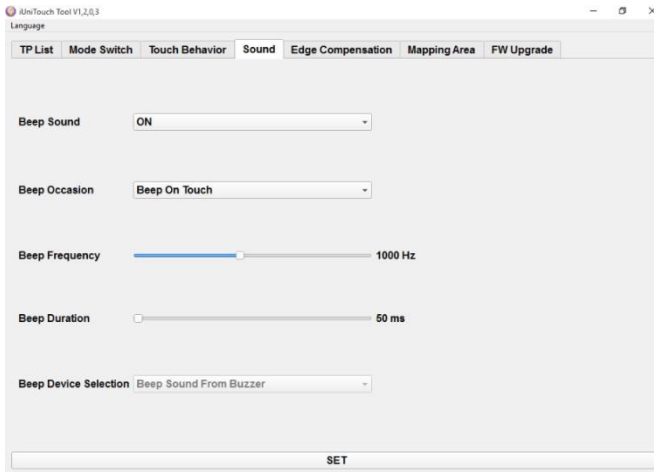 iUniTouch Tool V1,2,0,3
Language
TP List Mode Switch Touch Behavior Sound Edge Compensation Mapping Area FW Upgrade
Beep Sound ON
Beep Occasion Beep On Touch
Beep Frequency 1000 Hz
Beep Duration 50 ms
Beep Device Selection Beep Sound From Buzzer
SET